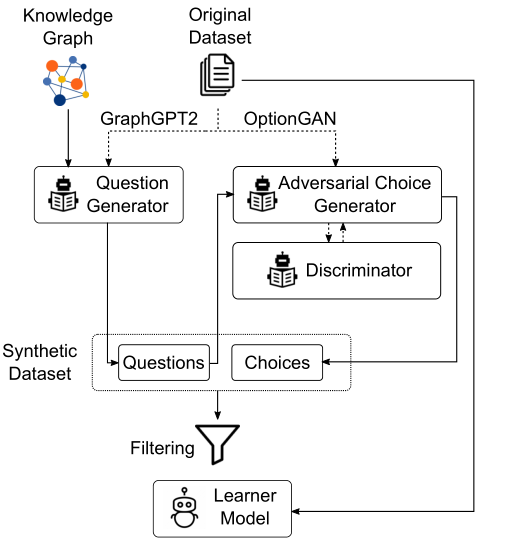 Knowledge
Graph
Original
Dataset
GraphGPT2
OptionGAN
Question
Generator
Adversarial Choice
Generator
Discriminator
Synthetic
Dataset
Questions
Choices
Filtering
Learner
Model